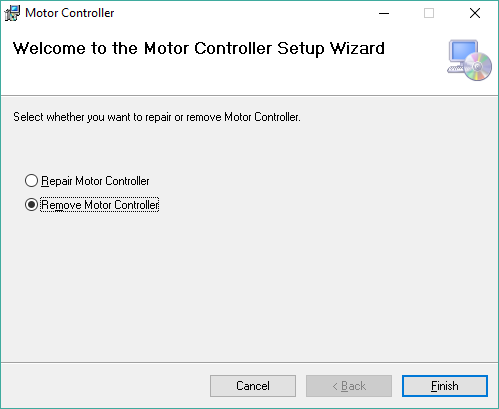 Motor Controller
Welcome to the Motor Controller Setup Wizard
Select whether you want to repair or remove Motor Controller.
Repair Motor Controller
Remove Motor Controller
Cancel
< Back
Finish